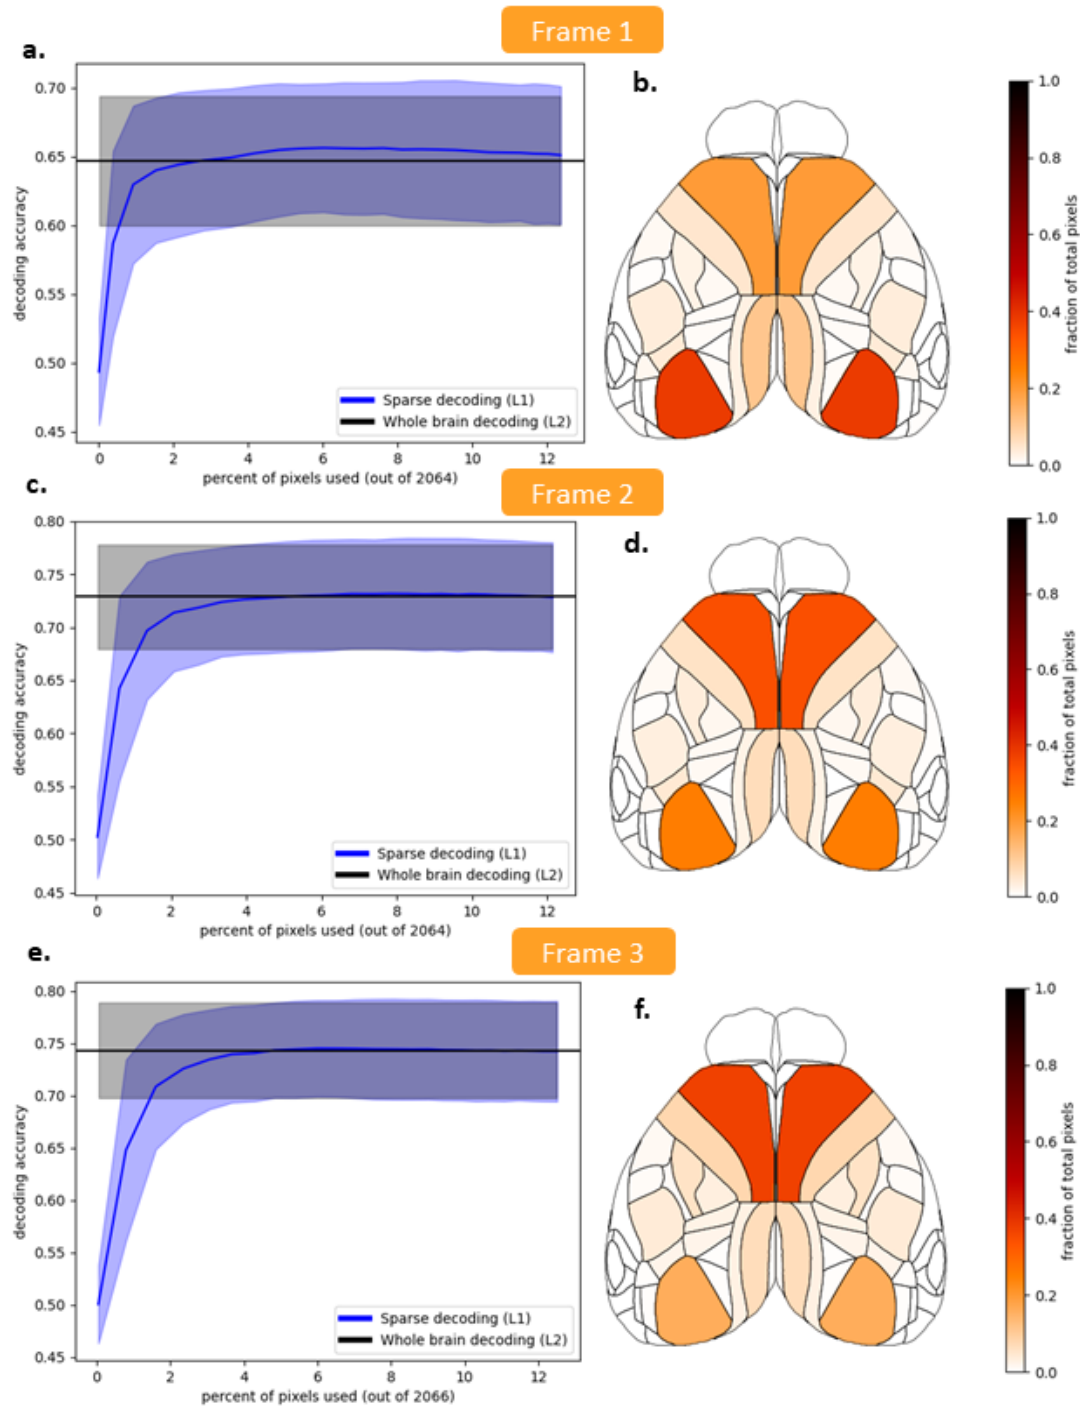 Frame 1
a.
b.
decoding accuracy
0.70
0.65
0.60
0.55
0.50
0.45
Sparse decoding (L1)
Whole brain decoding (L2)
0 2 4 6 8 10 12
percent of pixels used (out of 2064)
1.0
0.8
0.6
0.4
0.2
0.0
fraction of total pixels
Frame 2
c.
d.
decoding accuracy
0.80
0.75
0.70
0.65
0.60
0.55
0.50
0.45
Sparse decoding (L1)
Whole brain decoding (L2)
0 2 4 6 8 10 12
percent of pixels used (out of 2064)
1.0
0.8
0.6
0.4
0.2
0.0
fraction of total pixels
Frame 3
e.
f.
decoding accuracy
0.80
0.75
0.70
0.65
0.60
0.55
0.50
0.45
Sparse decoding (L1)
Whole brain decoding (L2)
0 2 4 6 8 10 12
percent of pixels used (out of 2066)
1.0
0.8
0.6
0.4
0.2
0.0
fraction of total pixels